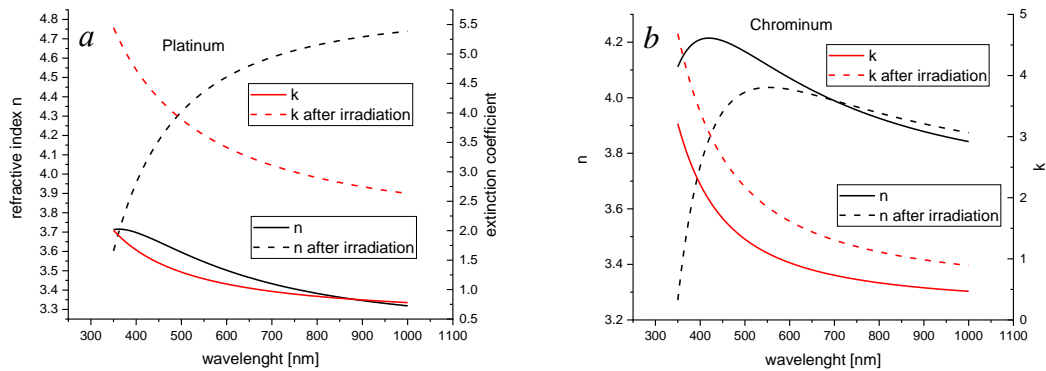 a
Platinum
k
k after irradiation
n
n after irradiation
refractive index n
4.8
4.7
4.6
4.5
4.4
4.3
4.2
4.1
4.0
3.9
3.8
3.7
3.6
3.5
3.4
3.3
extinction coefficient
5.5
5.0
4.5
4.0
3.5
3.0
2.5
2.0
1.5
1.0
0.5
300 400 500 600 700 800 900 1000 1100
wavelenght [nm]
b
Chrominum
k
k after irradiation
n
n after irradiation
n
4.2
4.0
3.8
3.6
3.4
3.2
k
5
4
3
2
1
0
300 400 500 600 700 800 900 1000 1100
wavelenght [nm]